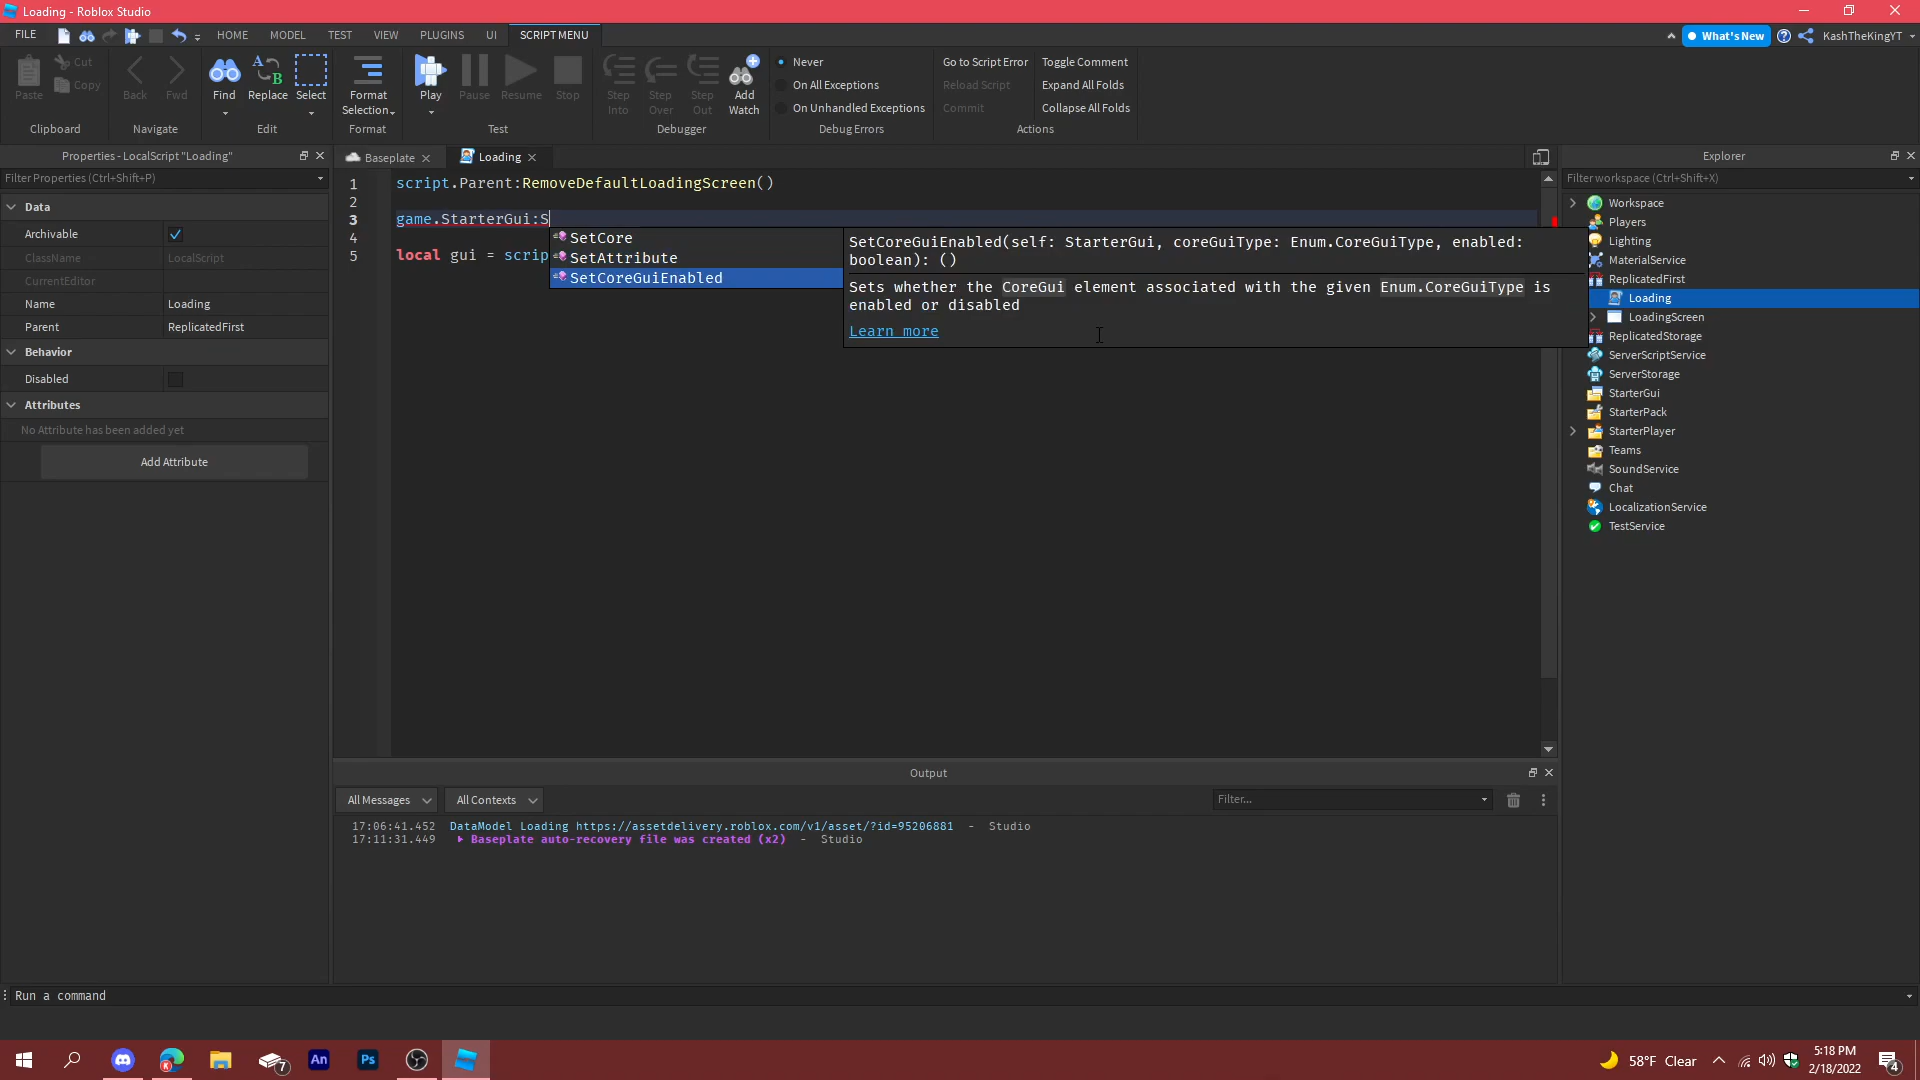 Loading - Roblox Studio
FILE HOME MODEL TEST VIEW PLUGINS UI SCRIPT MENU What's New KashTheKingYT
Paste Cut Copy Back Fwd Find Replace Select Format Selection Play Pause Resume Stop Step Into Step Over Step Out Add Watch
Never Go to Script Error Toggle Comment
On All Exceptions Reload Script Expand All Folds
On Unhandled Exceptions Commit Collapse All Folds
Clipboard Navigate Edit Format Test Debugger Debug Errors Actions
Properties - LocalScript "Loading"
Filter Properties (Ctrl+Shift+P)
Data
Archivable
ClassName LocalScript
CurrentEditor
Name Loading
Parent ReplicatedFirst
Behavior
Disabled
Attributes
No Attribute has been added yet
Add Attribute
Baseplate Loading
1 script.Parent:RemoveDefaultLoadingScreen()
2
3 game.StarterGui:S
4
5 local gui = scrip
SetCore
SetAttribute
SetCoreGuiEnabled
SetCoreGuiEnabled(self: StarterGui, coreGuiType: Enum.CoreGuiType, enabled:
boolean): ()
Sets whether the CoreGui element associated with the given Enum.CoreGuiType is
enabled or disabled
Learn more
Explorer
Filter workspace (Ctrl+Shift+X)
Workspace
Players
Lighting
MaterialService
ReplicatedFirst
Loading
LoadingScreen
ReplicatedStorage
ServerScriptService
ServerStorage
StarterGui
StarterPack
StarterPlayer
Teams
SoundService
Chat
LocalizationService
TestService
Output
All Messages All Contexts Filter...
17:06:41.452 DataModel Loading https://assetdelivery.roblox.com/v1/asset/?id=95206881 - Studio
17:11:31.449 Baseplate auto-recovery file was created (x2) - Studio
Run a command
7 An Ps 58°F Clear 5:18 PM
2/18/2022 4